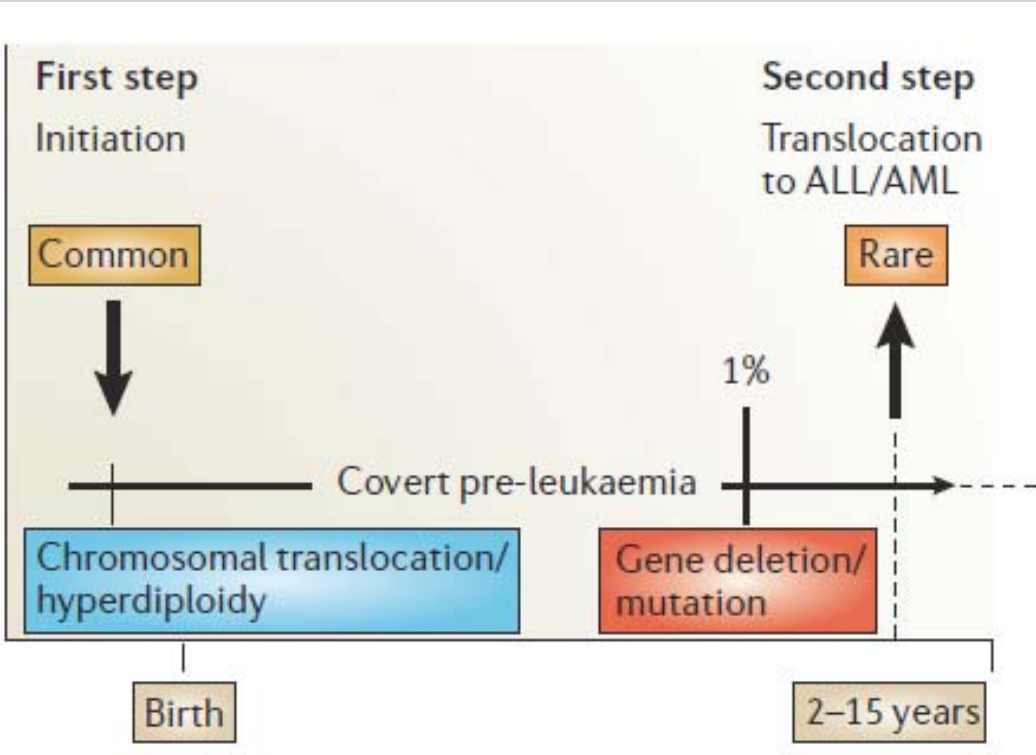 First step
Initiation
Common
Second step
Translocation
to ALL/AML
Rare
1%
Covert pre-leukaemia
Chromosomal translocation/
hyperdiploidy
Gene deletion/
mutation
Birth
2–15 years